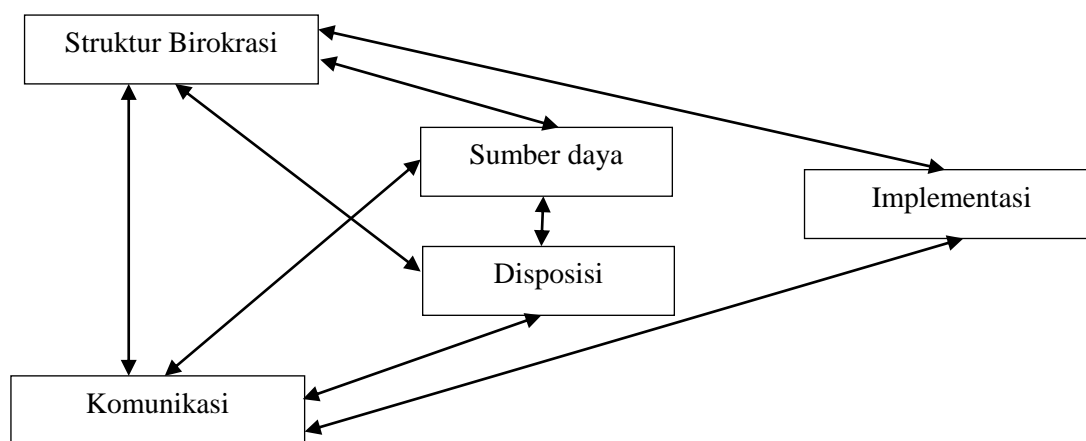 Struktur Birokrasi
Sumber daya
Implementasi
Disposisi
Komunikasi